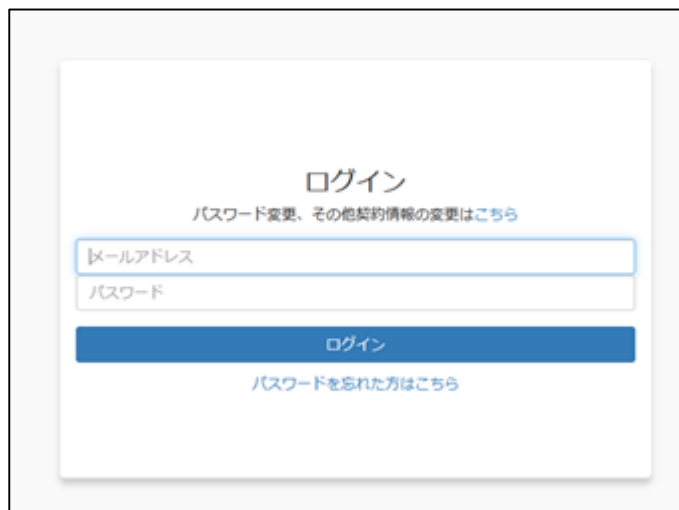 ログイン
パスワード変更、その他契約情報の変更はこちら
メールアドレス
パスワード
ログイン
パスワードを忘れた方はこちら